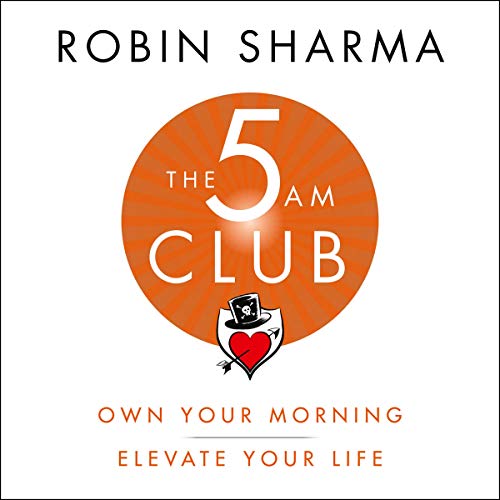 ROBIN SHARMA
THE 5 AM
CLUB
OWN YOUR MORNING
ELEVATE YOUR LIFE